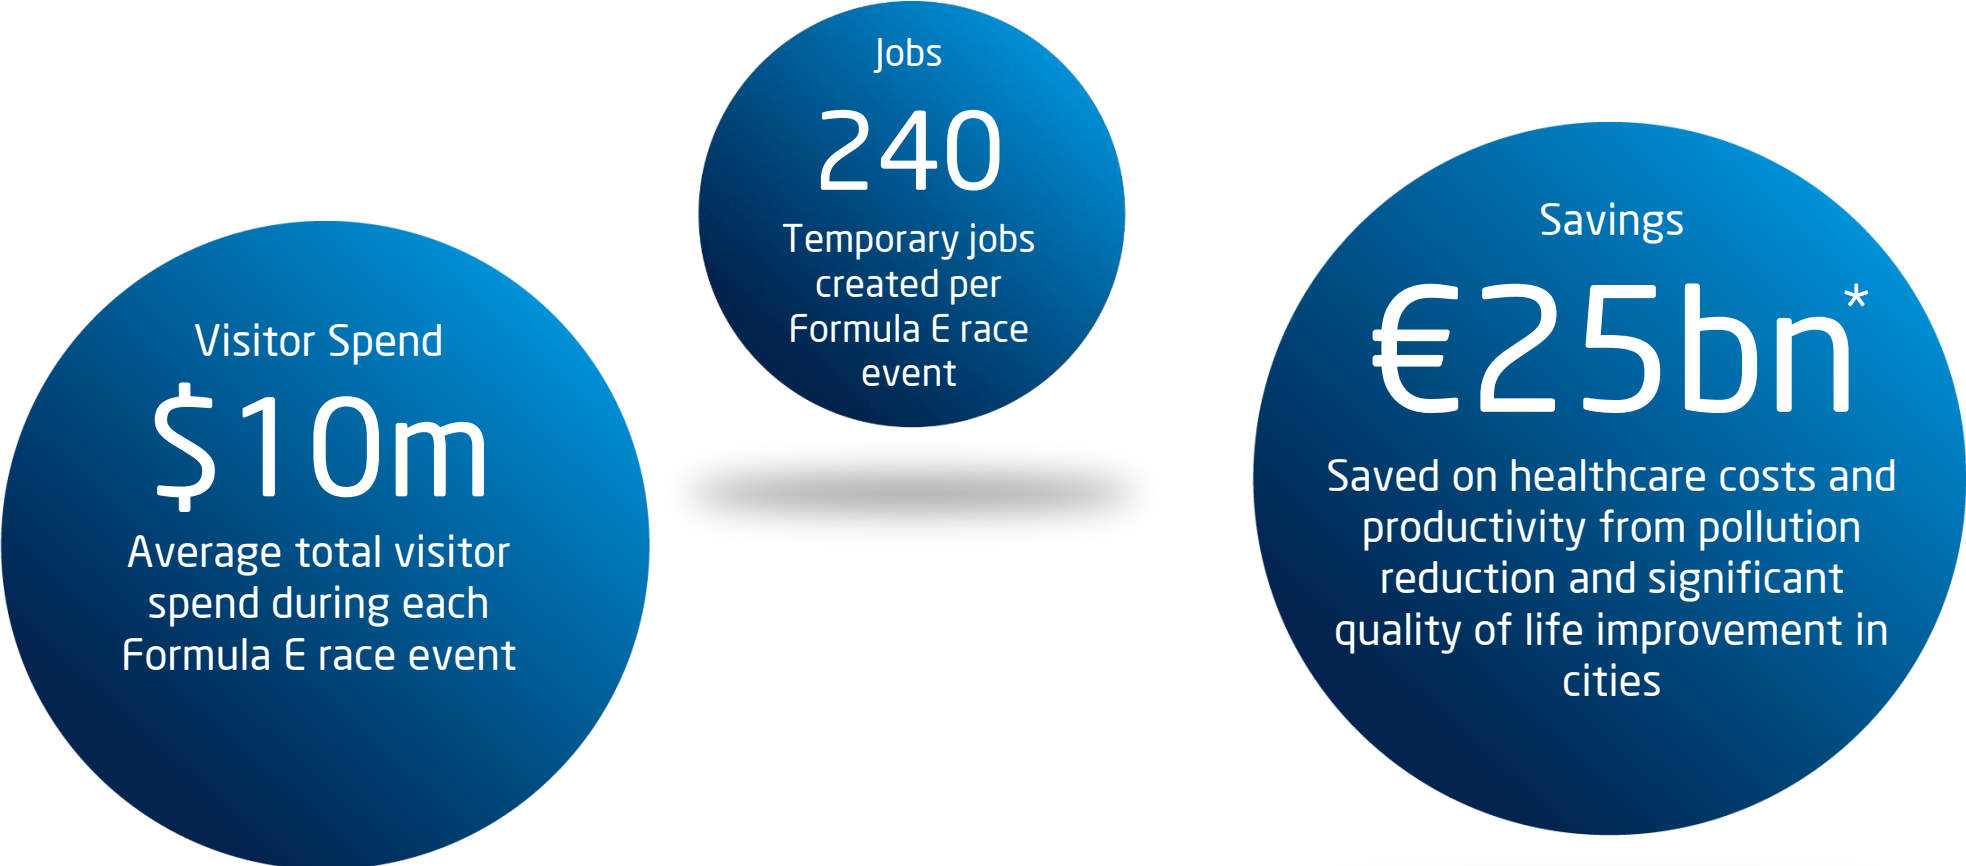 Visitor Spend
$10m
Average total visitor
spend during each
Formula E race event
Jobs
240
Temporary jobs
created per
Formula E race
event
Savings
€25bn*
Saved on healthcare costs and
productivity from pollution
reduction and significant
quality of life improvement in
cities